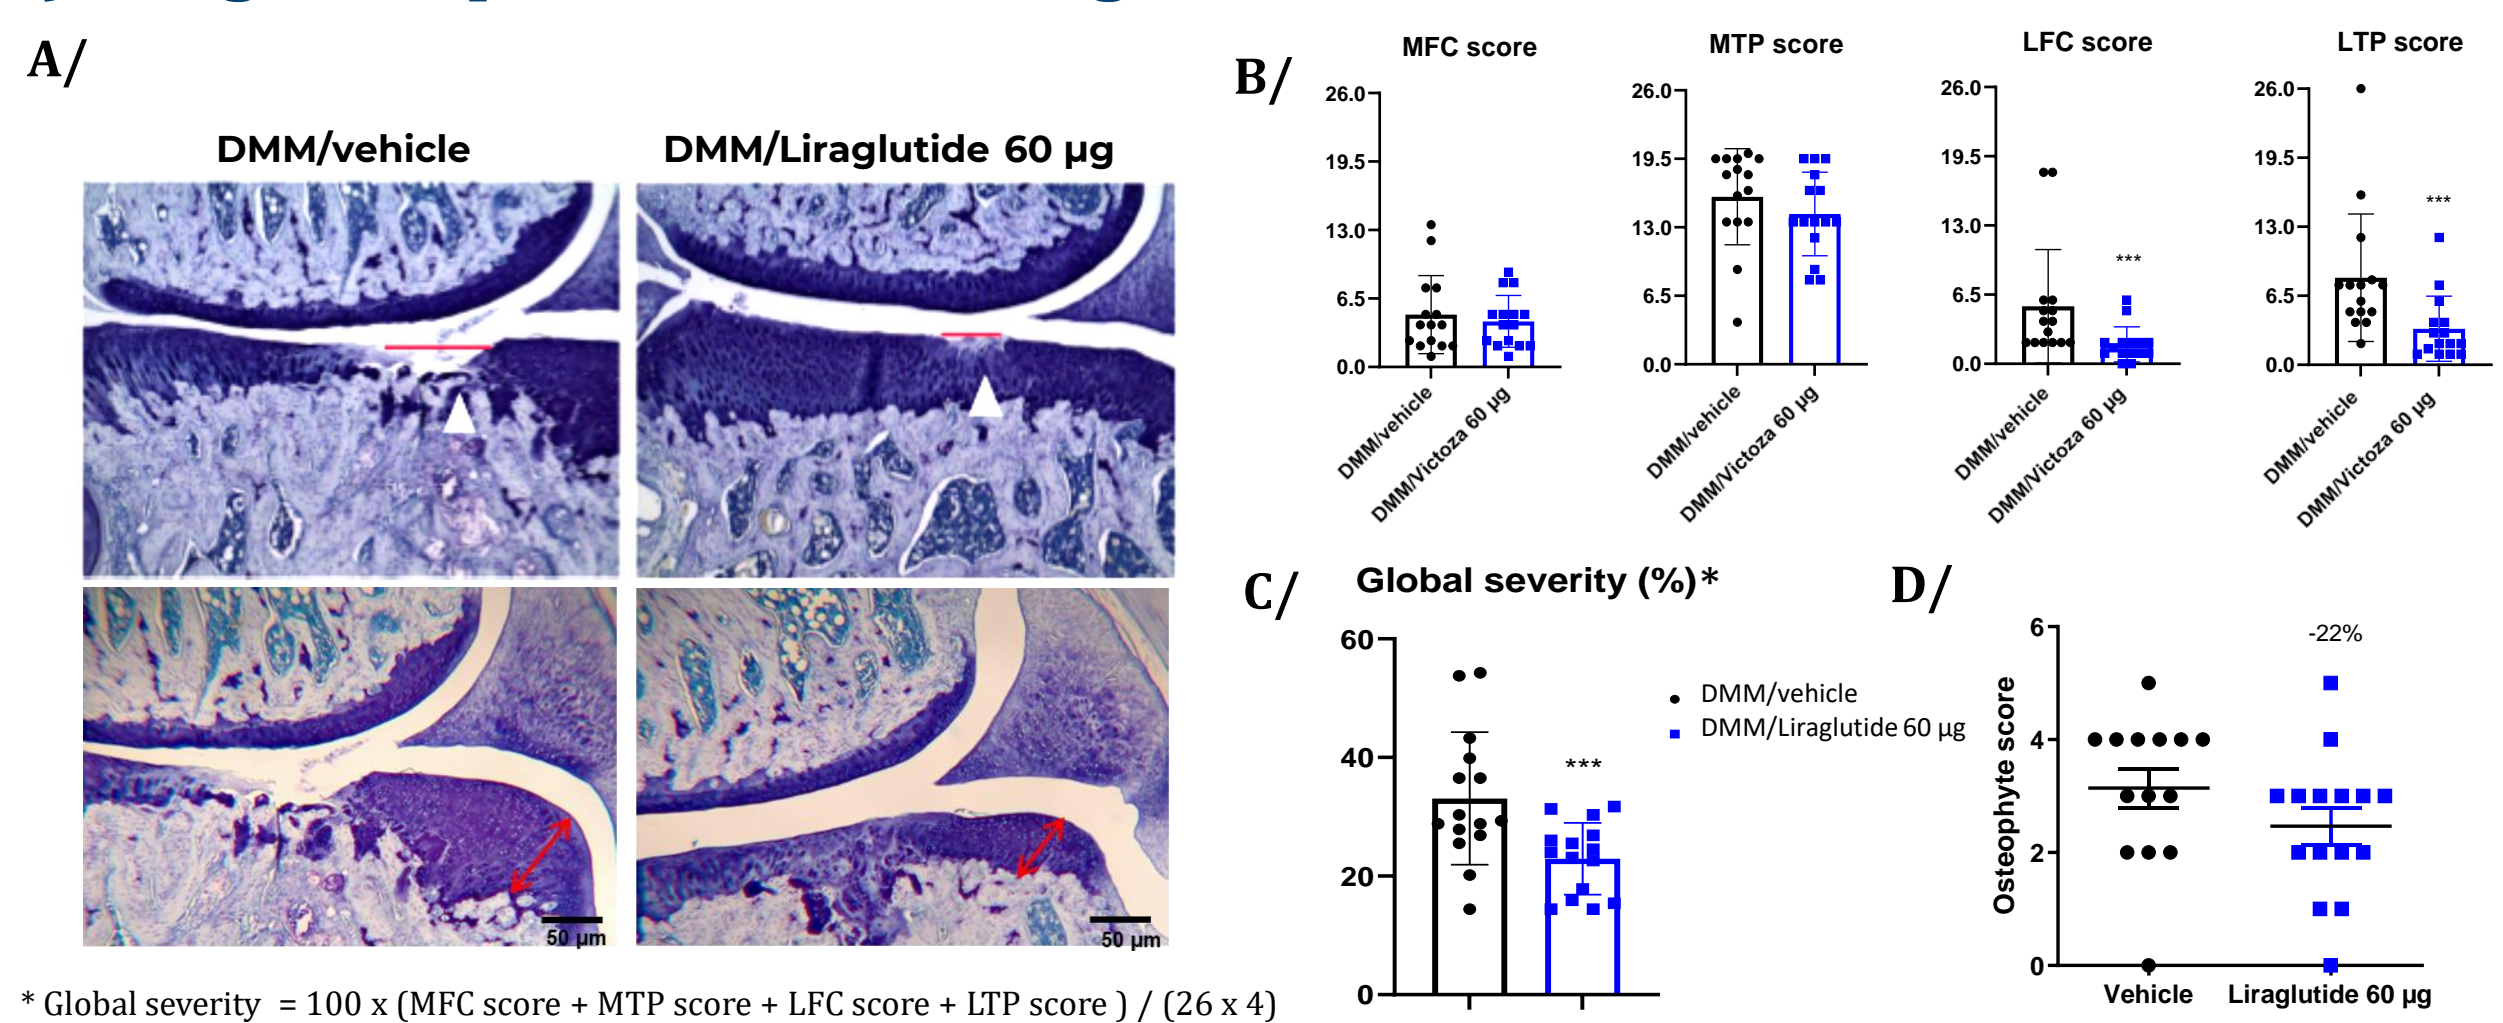 A/
DMM/vehicle
DMM/Liraglutide 60 µg
50 µm
50 µm
* Global severity = 100 x (MFC score + MTP score + LFC score + LTP score ) / (26 x 4)
B/
MFC score
26.0
19.5
13.0
6.5
0.0
DMM/vehicle
DMM/Victoza 60 µg
MTP score
26.0
19.5
13.0
6.5
0.0
DMM/vehicle
DMM/Victoza 60 µg
LFC score
26.0
19.5
13.0
6.5
0.0
***
DMM/vehicle
DMM/Victoza 60 µg
LTP score
26.0
19.5
13.0
6.5
0.0
***
DMM/vehicle
DMM/Victoza 60 µg
C/
Global severity (%)*
60
40
20
0
***
DMM/vehicle
DMM/Liraglutide 60 µg
D/
Osteophyte score
6
4
2
0
-22%
Vehicle
Liraglutide 60 µg